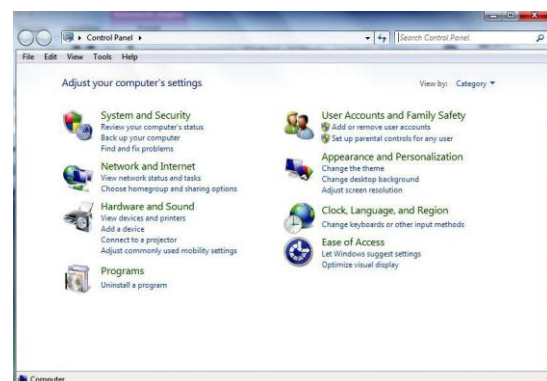 Control Panel
Search Control Panel
File Edit View Tools Help
Adjust your computer's settings
View by: Category
System and Security
Review your computer's status
Back up your computer
Find and fix problems
Network and Internet
View network status and tasks
Choose homegroup and sharing options
Hardware and Sound
View devices and printers
Add a device
Connect to a projector
Adjust commonly used mobility settings
Programs
Uninstall a program
User Accounts and Family Safety
Add or remove user accounts
Set up parental controls for any user
Appearance and Personalization
Change the theme
Change desktop background
Adjust screen resolution
Clock, Language, and Region
Change keyboards or other input methods
Ease of Access
Let Windows suggest settings
Optimize visual display
Computer